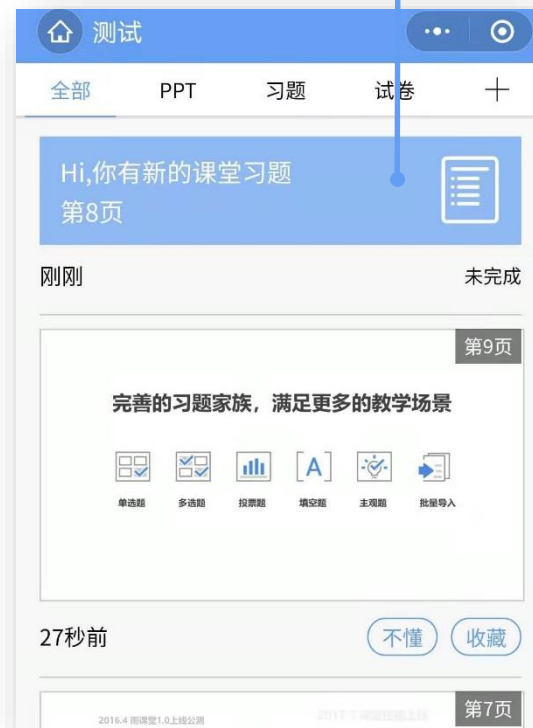 测试
全部 PPT 习题 试卷
Hi,你有新的课堂习题
第8页
刚刚 未完成
第9页
完善的习题家族，满足更多的教学场景
[A]
单选题 多选题 投票题 填空题 主观题 批量导入
27秒前 不懂 收藏
第7页
2016.4 雨课堂1.0上线公测